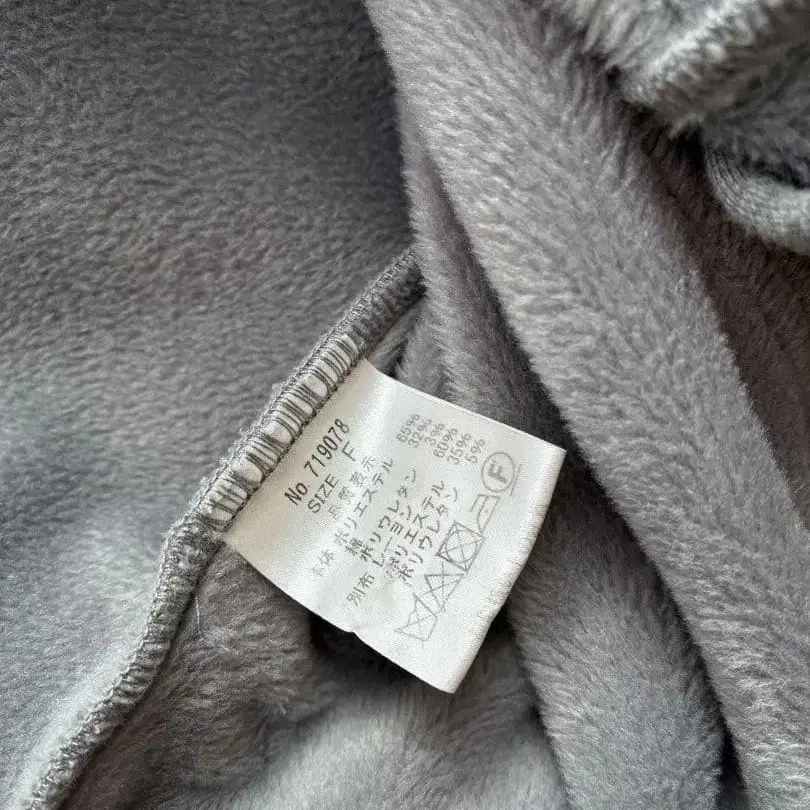 No. 719078
SIZE F
品質表示
本体 ポリエステル 65%
綿 32%
ポリウレタン 3%
別布 レーヨン 60%
ポリエステル 35%
ポリウレタン 5%
F